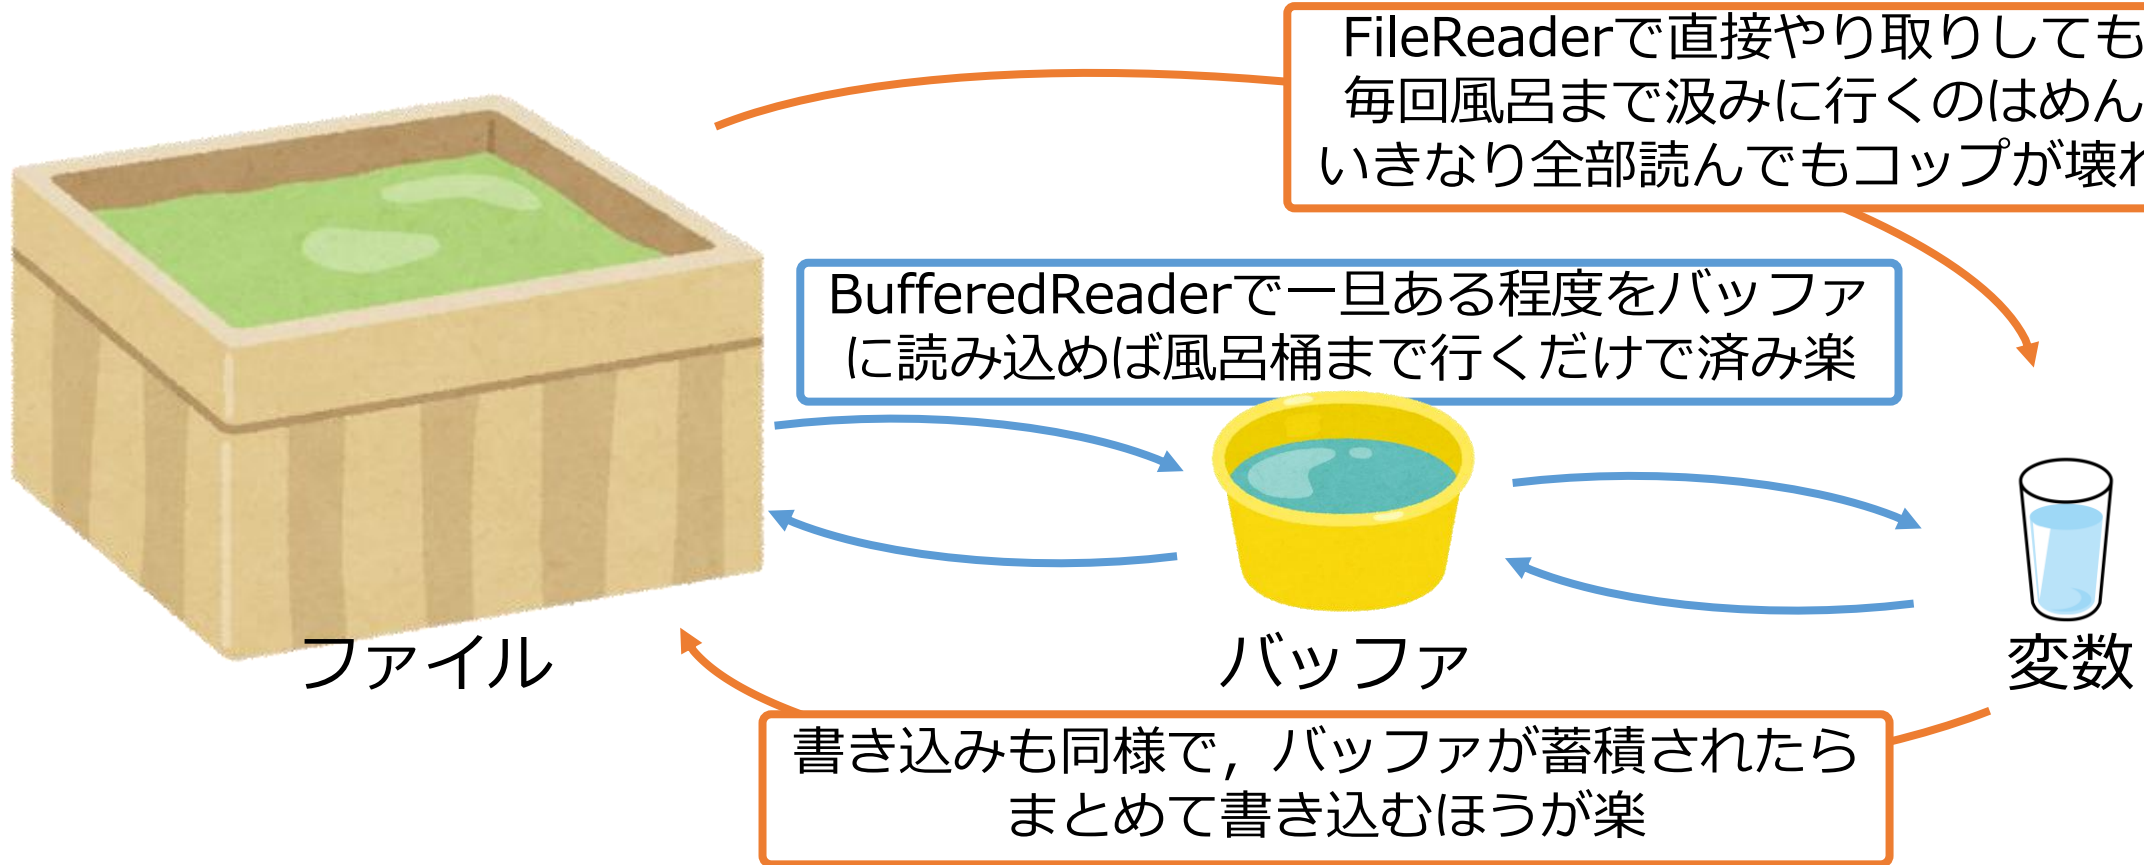 FileReaderで直接やり取りしても
毎回風呂まで汲みに行くのはめん
いきなり全部読んでもコップが壊
BufferedReaderで一旦ある程度をバッファ
に読み込めば風呂桶まで行くだけで済み楽
ファイル
バッファ
変数
書き込みも同様で，バッファが蓄積されたら
まとめて書き込むほうが楽